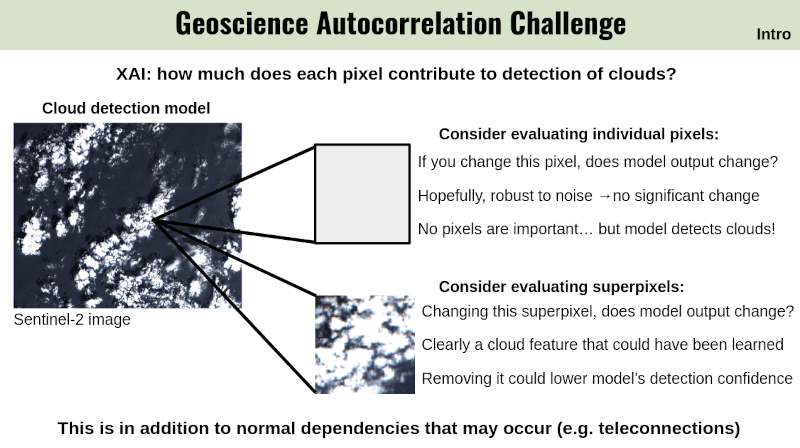 Geoscience Autocorrelation Challenge
Intro
XAI: how much does each pixel contribute to detection of clouds?
Cloud detection model
Consider evaluating individual pixels:
If you change this pixel, does model output change?
Hopefully, robust to noise →no significant change
No pixels are important… but model detects clouds!
Consider evaluating superpixels:
Changing this superpixel, does model output change?
Sentinel-2 image
Clearly a cloud feature that could have been learned
Removing it could lower model's detection confidence
This is in addition to normal dependencies that may occur (e.g. teleconnections)